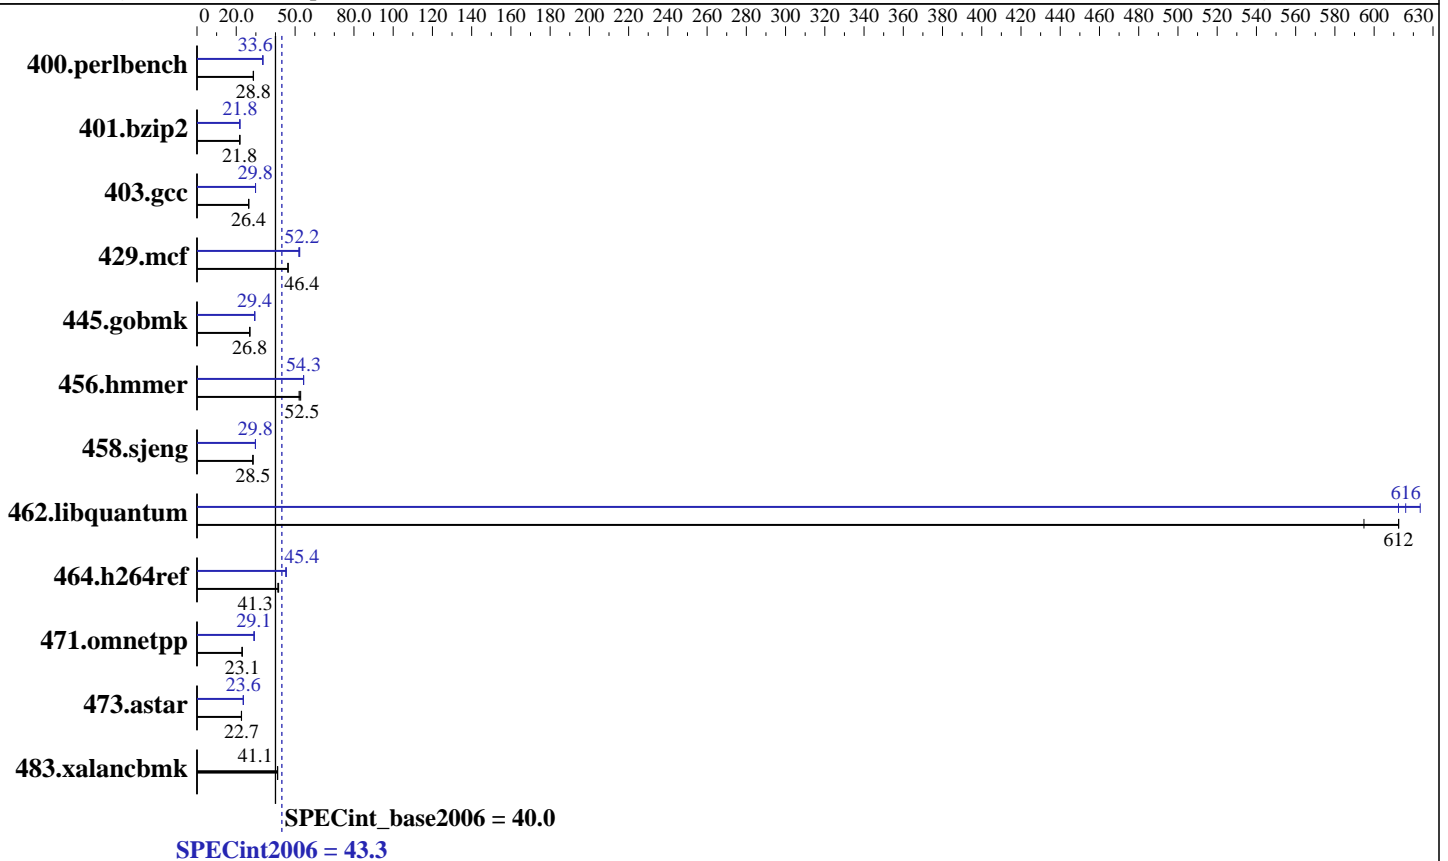 0 20.0 50.0 80.0 100 120 140 160 180 200 220 240 260 280 300 320 340 360 380 400 420 440 460 480 500 520 540 560 580 600 630
33.6
400.perlbench
28.8
21.8
401.bzip2
21.8
29.8
403.gcc
26.4
52.2
429.mcf
46.4
29.4
445.gobmk
26.8
54.3
456.hmmer
52.5
29.8
458.sjeng
28.5
616
462.libquantum
612
45.4
464.h264ref
41.3
29.1
471.omnetpp
23.1
23.6
473.astar
22.7
41.1
483.xalancbmk
SPECint_base2006 = 40.0
SPECint2006 = 43.3